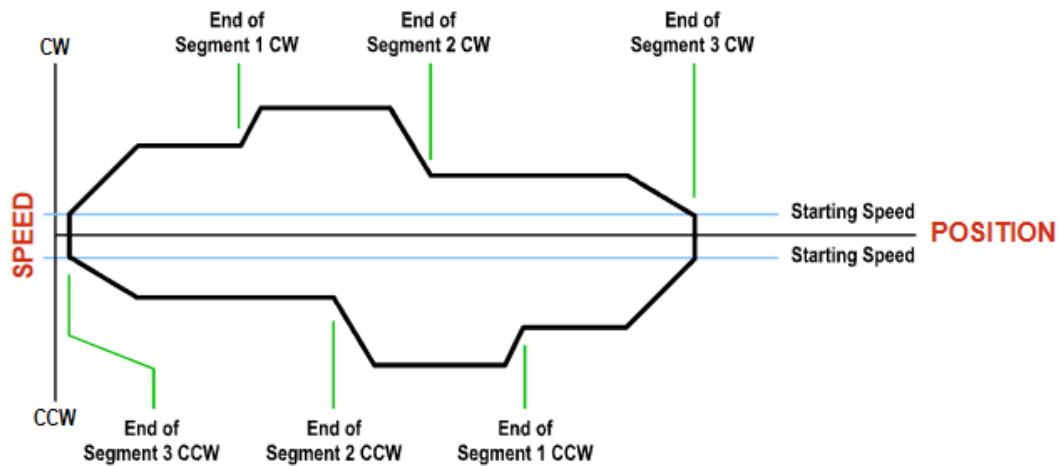 CW
End of
Segment 1 CW
End of
Segment 2 CW
End of
Segment 3 CW
SPEED
Starting Speed
POSITION
Starting Speed
CCW
End of
Segment 3 CCW
End of
Segment 2 CCW
End of
Segment 1 CCW